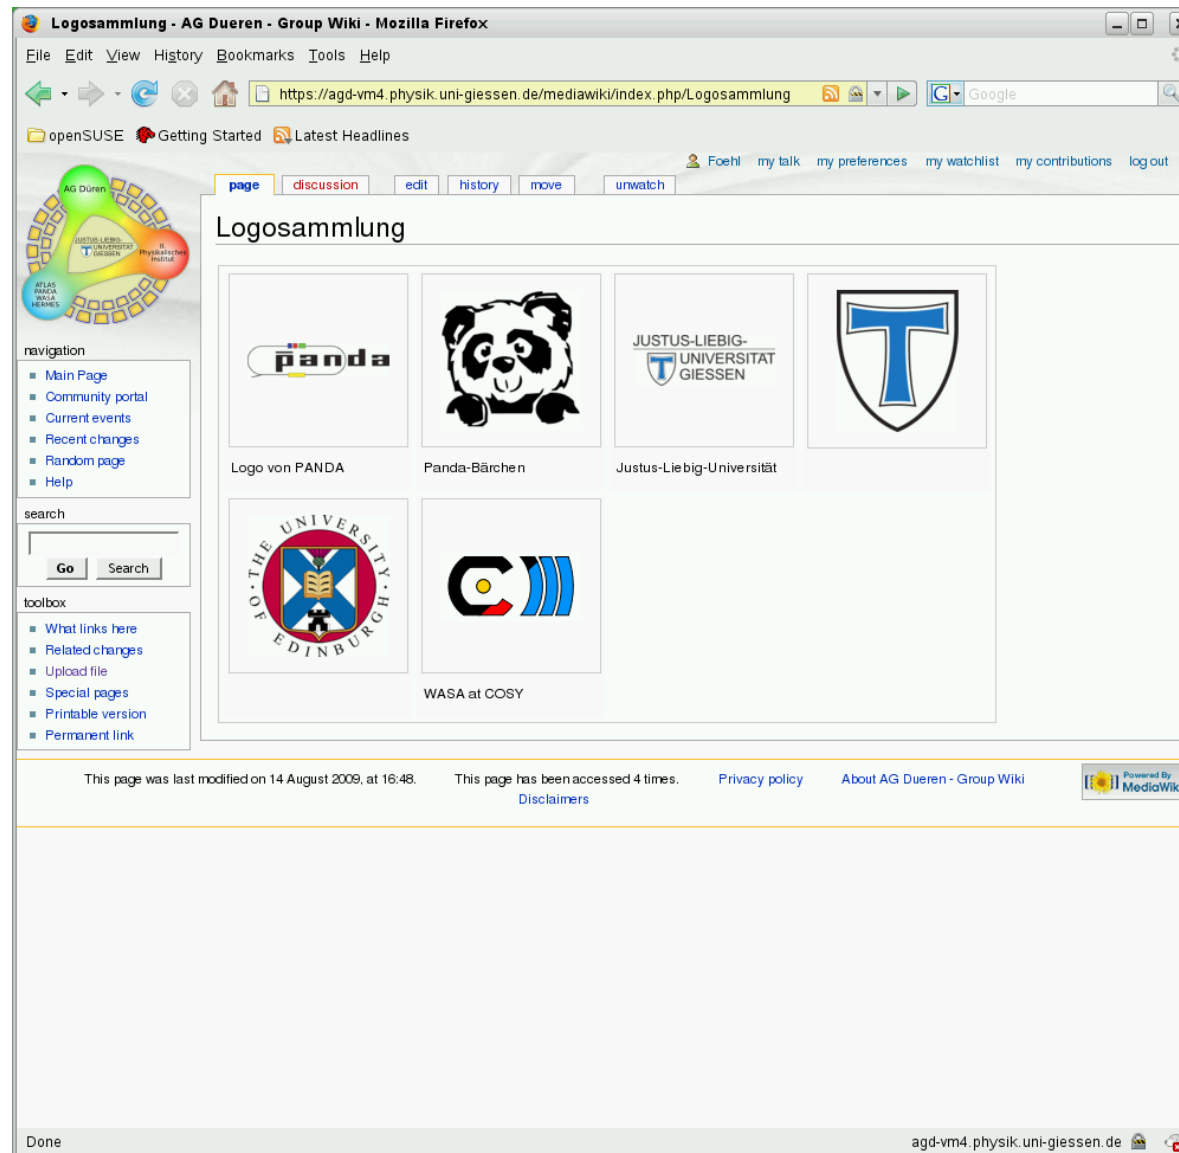 Logosammlung - AG Dueren - Group Wiki - Mozilla Firefox
File Edit View History Bookmarks Tools Help
https://agd-vm4.physik.uni-giessen.de/mediawiki/index.php/Logosammlung
G Google
openSUSE Getting Started Latest Headlines
Foehl my talk my preferences my watchlist my contributions log out
page discussion edit history move unwatch
AG Düren
JUSTUS-LIEBIG-
UNIVERSITÄT
GIESSEN
II.
Physikalisches
Institut
ATLAS
PANDA
WASA
HERMES
Logosammlung
panda
JUSTUS-LIEBIG-
UNIVERSITÄT
GIESSEN
T
Logo von PANDA
Panda-Bärchen
Justus-Liebig-Universität
THE UNIVERSITY OF EDINBURGH
WASA at COSY
navigation
Main Page
Community portal
Current events
Recent changes
Random page
Help
search
Go Search
toolbox
What links here
Related changes
Upload file
Special pages
Printable version
Permanent link
This page was last modified on 14 August 2009, at 16:48. This page has been accessed 4 times. Privacy policy About AG Dueren - Group Wiki
Disclaimers
Powered By
MediaWiki
Done
agd-vm4.physik.uni-giessen.de